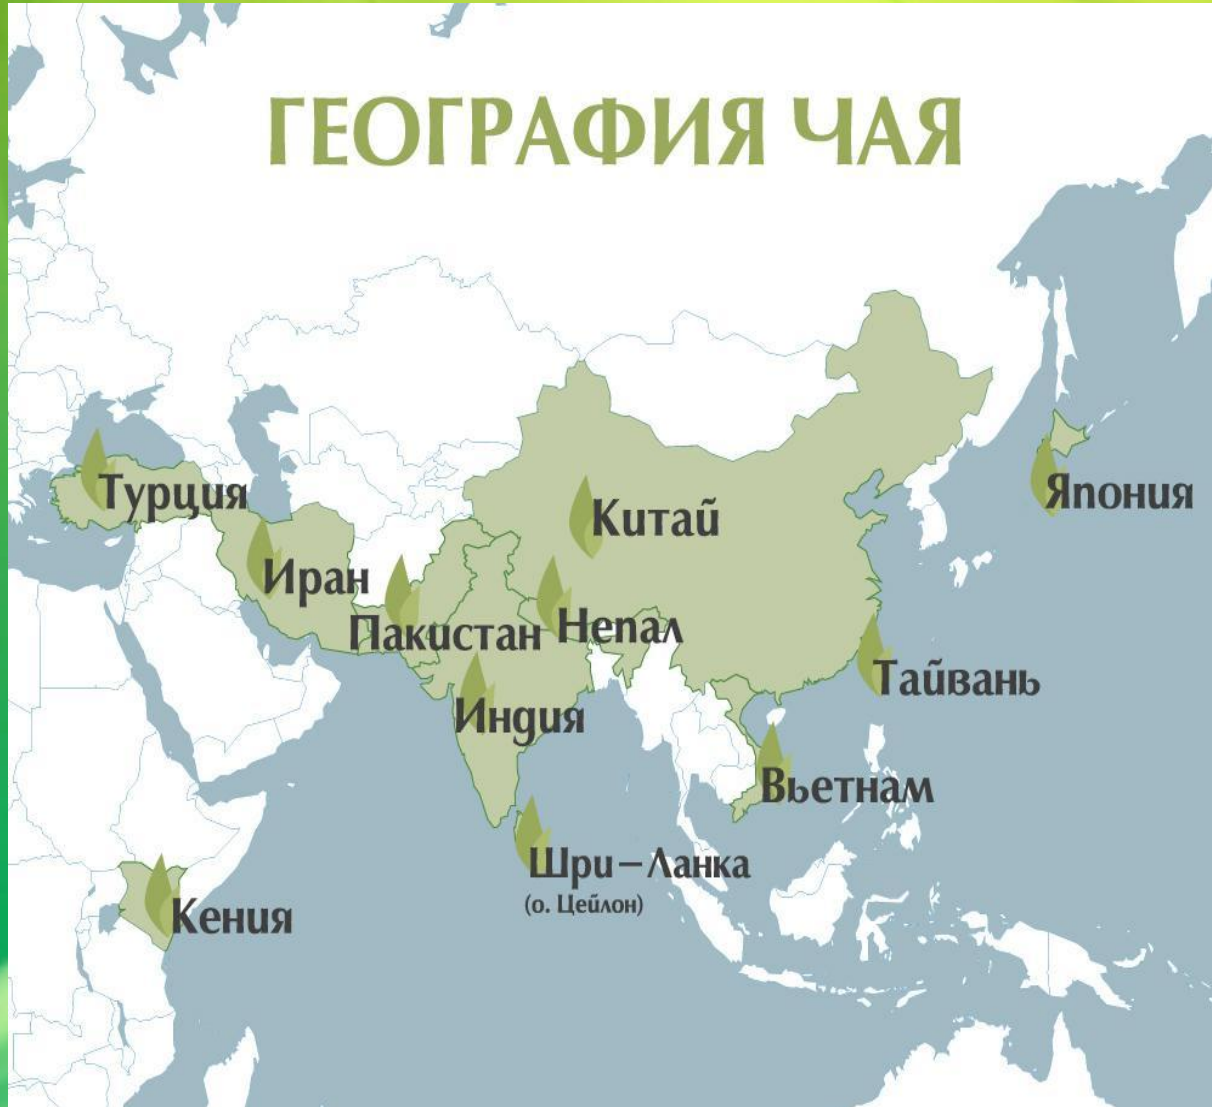 ГЕОГРАФИЯ ЧАЯ
Турция
Китай
Япония
Иран
Пакистан
Непал
Тайвань
Индия
Вьетнам
Шри–Ланка
(о. Цейлон)
Кения